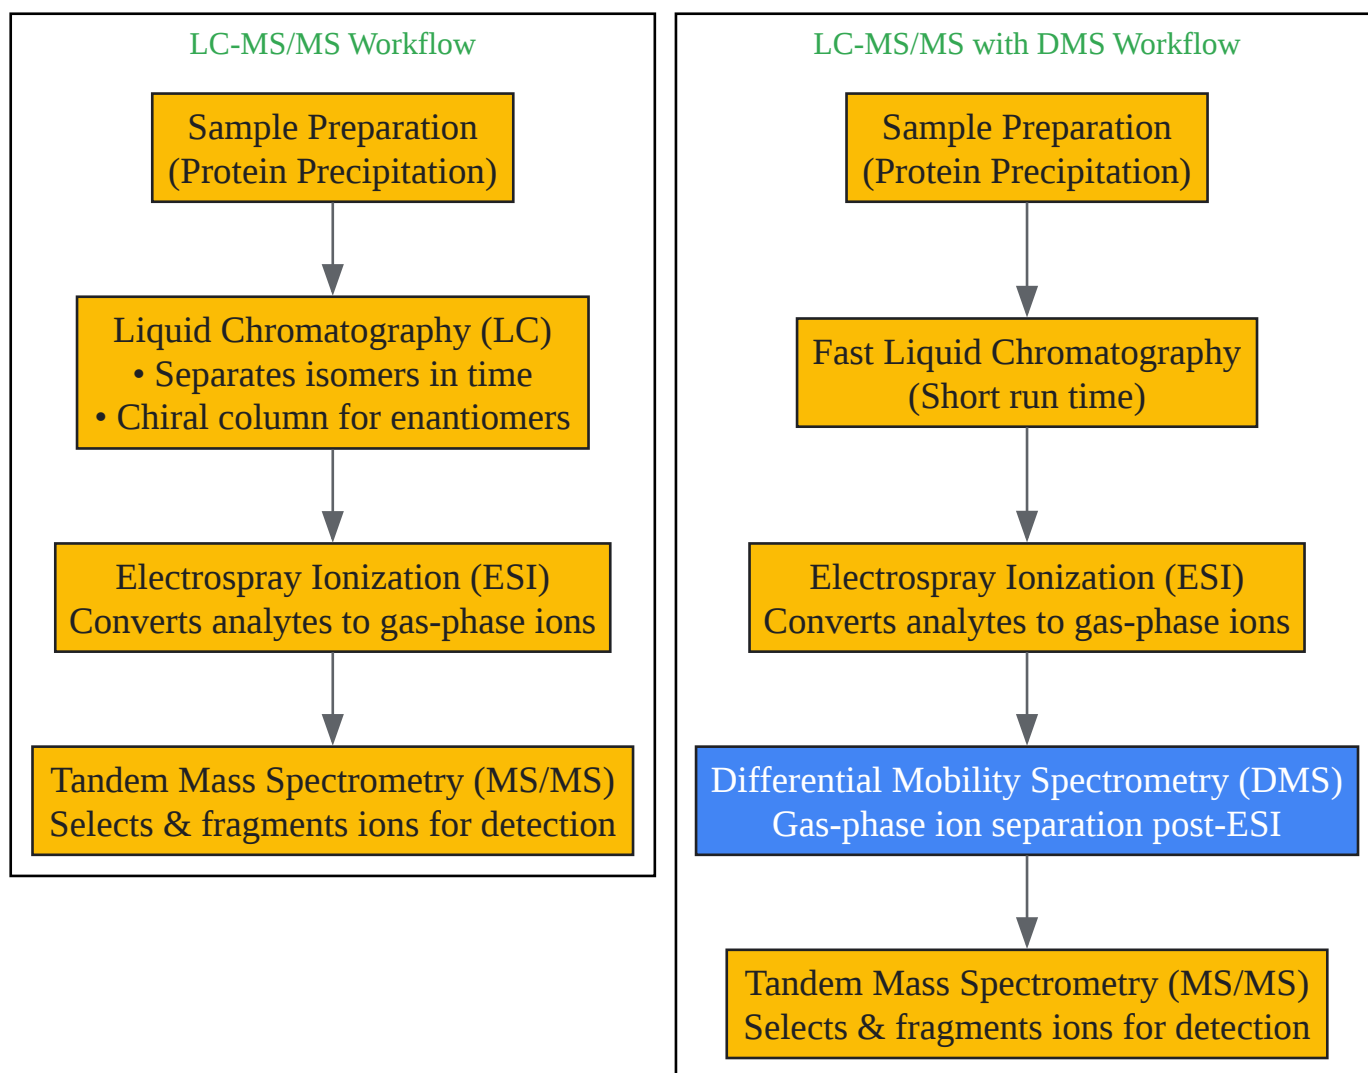 LC-MS/MS Workflow
Sample Preparation
(Protein Precipitation)
Liquid Chromatography (LC)
• Separates isomers in time
• Chiral column for enantiomers
Electrospray Ionization (ESI)
Converts analytes to gas-phase ions
Tandem Mass Spectrometry (MS/MS)
Selects & fragments ions for detection
LC-MS/MS with DMS Workflow
Sample Preparation
(Protein Precipitation)
Fast Liquid Chromatography
(Short run time)
Electrospray Ionization (ESI)
Converts analytes to gas-phase ions
Differential Mobility Spectrometry (DMS)
Gas-phase ion separation post-ESI
Tandem Mass Spectrometry (MS/MS)
Selects & fragments ions for detection